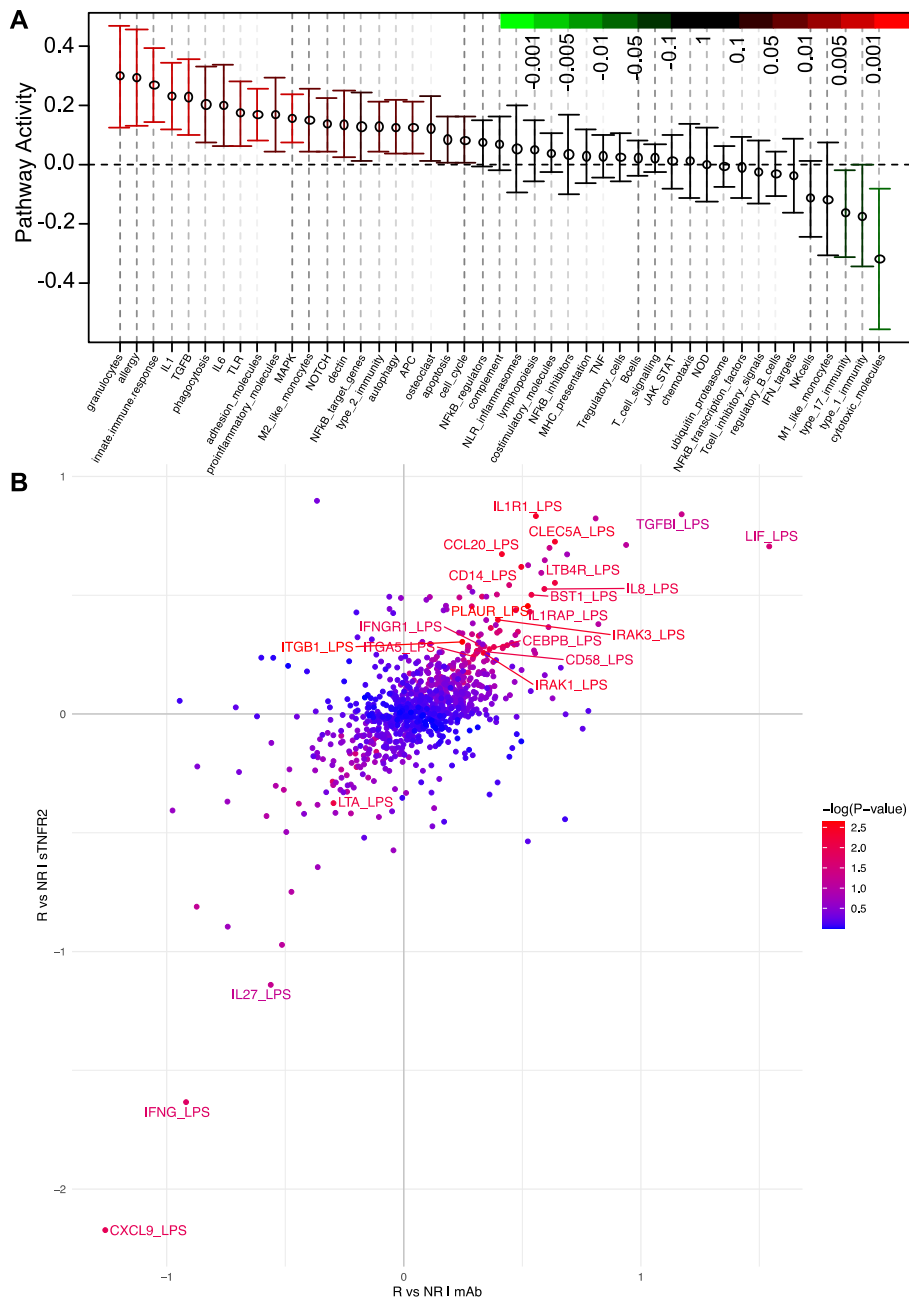 A
0.4
0.2
0.0
-0.2
-0.4
Pathway Activity
-0.001
-0.005
-0.01
-0.05
-0.1
1
0.1
0.05
0.01
0.005
0.001
granulocytes
allergy
innate.immune.response
IL1
TGFB
phagocytosis
IL6
TLR
adhesion_molecules
proinflammatory_molecules
MAPK
M2_like_monocytes
NOTCH
dectin
NFkB_target_genes
type_2_immunity
autophagy
APC
osteoclast
apoptosis
cell_cycle
NFkB_regulators
complement
NLR_inflammasomes
lymphopoiesis
costimulatory_molecules
NFkB_inhibitors
MHC_presentation
TNF
Tregulatory_cells
Bcells
T_cell_signalling
JAK_STAT
chemotaxis
NOD
ubiquitin_proteasome
NFkB_transcription_factors
Tcell_inhibitory_signals
regulatory_B_cells
IFN_targets
NKcells
M1_like_monocytes
type_17_immunity
type_1_immunity
cytotoxic_molecules
B
1
0
−1
−2
R vs NR I sTNFR2
IL1R1_LPS
TGFBI_LPS
CLEC5A_LPS
LIF_LPS
CCL20_LPS
LTB4R_LPS
CD14_LPS
IL8_LPS
BST1_LPS
PLAUR_LPS
IL1RAP_LPS
IFNGR1_LPS
IRAK3_LPS
ITGB1_LPS
ITGA5_LPS
CEBPB_LPS
CD58_LPS
IRAK1_LPS
LTA_LPS
IL27_LPS
IFNG_LPS
CXCL9_LPS
−log(P−value)
2.5
2.0
1.5
1.0
0.5
−1
0
1
R vs NR I mAb